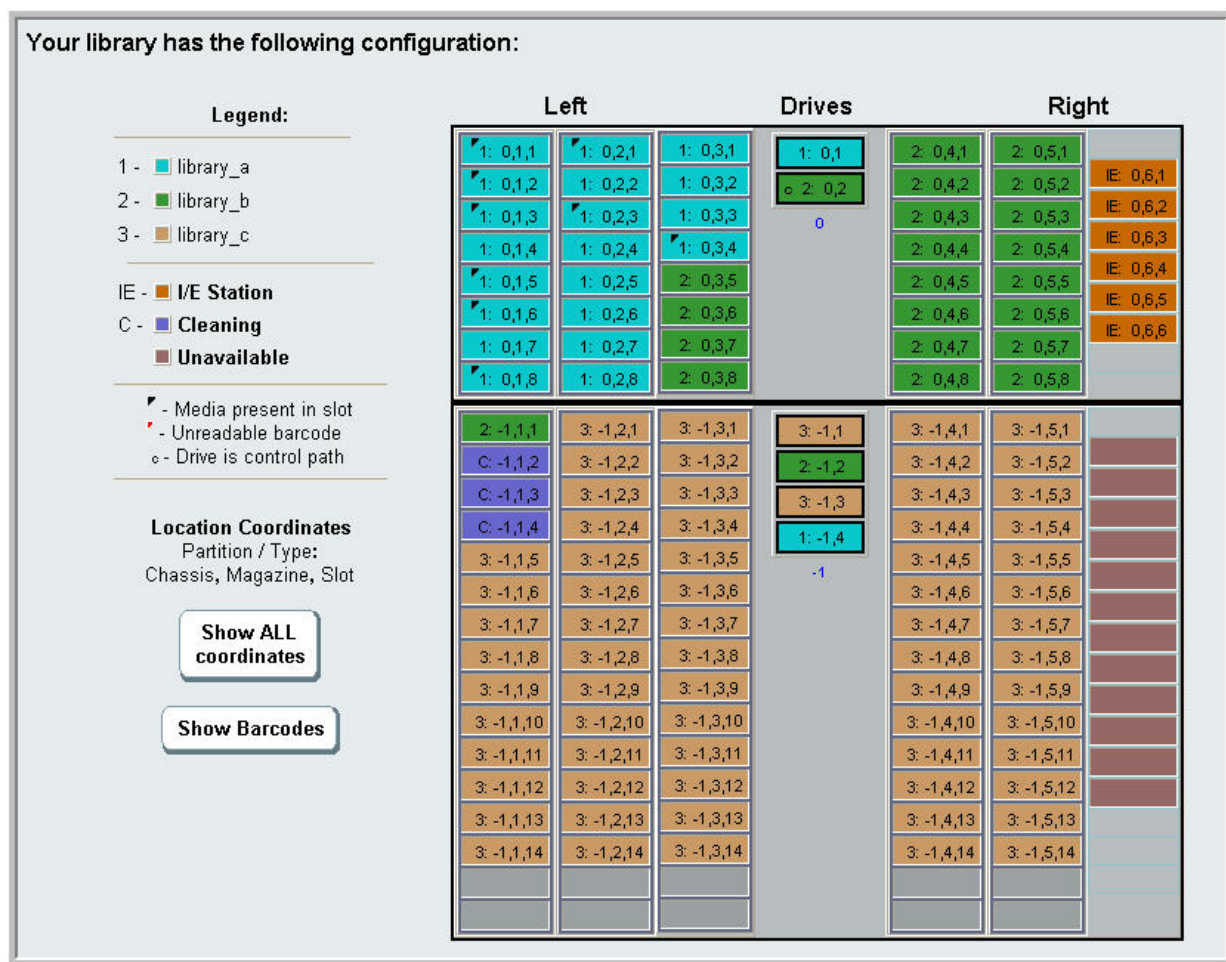 Your library has the following configuration:
Legend:
1 - library_a
2 - library_b
3 - library_c
IE - I/E Station
C - Cleaning
Unavailable
- Media present in slot
- Unreadable barcode
c - Drive is control path
Location Coordinates
Partition / Type:
Chassis, Magazine, Slot
Show ALL
coordinates
Show Barcodes
Left Drives Right
1: 0,1,1 1: 0,2,1 1: 0,3,1 1: 0,1 2: 0,4,1 2: 0,5,1
IE: 0,6,1
1: 0,1,2 1: 0,2,2 1: 0,3,2 c 2: 0,2 2: 0,4,2 2: 0,5,2
IE: 0,6,2
1: 0,1,3 1: 0,2,3 1: 0,3,3 0 2: 0,4,3 2: 0,5,3
IE: 0,6,3
1: 0,1,4 1: 0,2,4 1: 0,3,4 2: 0,4,4 2: 0,5,4
IE: 0,6,4
1: 0,1,5 1: 0,2,5 2: 0,3,5 2: 0,4,5 2: 0,5,5
IE: 0,6,5
1: 0,1,6 1: 0,2,6 2: 0,3,6 2: 0,4,6 2: 0,5,6
IE: 0,6,6
1: 0,1,7 1: 0,2,7 2: 0,3,7 2: 0,4,7 2: 0,5,7
1: 0,1,8 1: 0,2,8 2: 0,3,8 2: 0,4,8 2: 0,5,8
2: -1,1,1 3: -1,2,1 3: -1,3,1 3: -1,1 3: -1,4,1 3: -1,5,1
C: -1,1,2 3: -1,2,2 3: -1,3,2 2: -1,2 3: -1,4,2 3: -1,5,2
C: -1,1,3 3: -1,2,3 3: -1,3,3 3: -1,3 3: -1,4,3 3: -1,5,3
C: -1,1,4 3: -1,2,4 3: -1,3,4 1: -1,4 3: -1,4,4 3: -1,5,4
3: -1,1,5 3: -1,2,5 3: -1,3,5 -1 3: -1,4,5 3: -1,5,5
3: -1,1,6 3: -1,2,6 3: -1,3,6 3: -1,4,6 3: -1,5,6
3: -1,1,7 3: -1,2,7 3: -1,3,7 3: -1,4,7 3: -1,5,7
3: -1,1,8 3: -1,2,8 3: -1,3,8 3: -1,4,8 3: -1,5,8
3: -1,1,9 3: -1,2,9 3: -1,3,9 3: -1,4,9 3: -1,5,9
3: -1,1,10 3: -1,2,10 3: -1,3,10 3: -1,4,10 3: -1,5,10
3: -1,1,11 3: -1,2,11 3: -1,3,11 3: -1,4,11 3: -1,5,11
3: -1,1,12 3: -1,2,12 3: -1,3,12 3: -1,4,12 3: -1,5,12
3: -1,1,13 3: -1,2,13 3: -1,3,13 3: -1,4,13 3: -1,5,13
3: -1,1,14 3: -1,2,14 3: -1,3,14 3: -1,4,14 3: -1,5,14